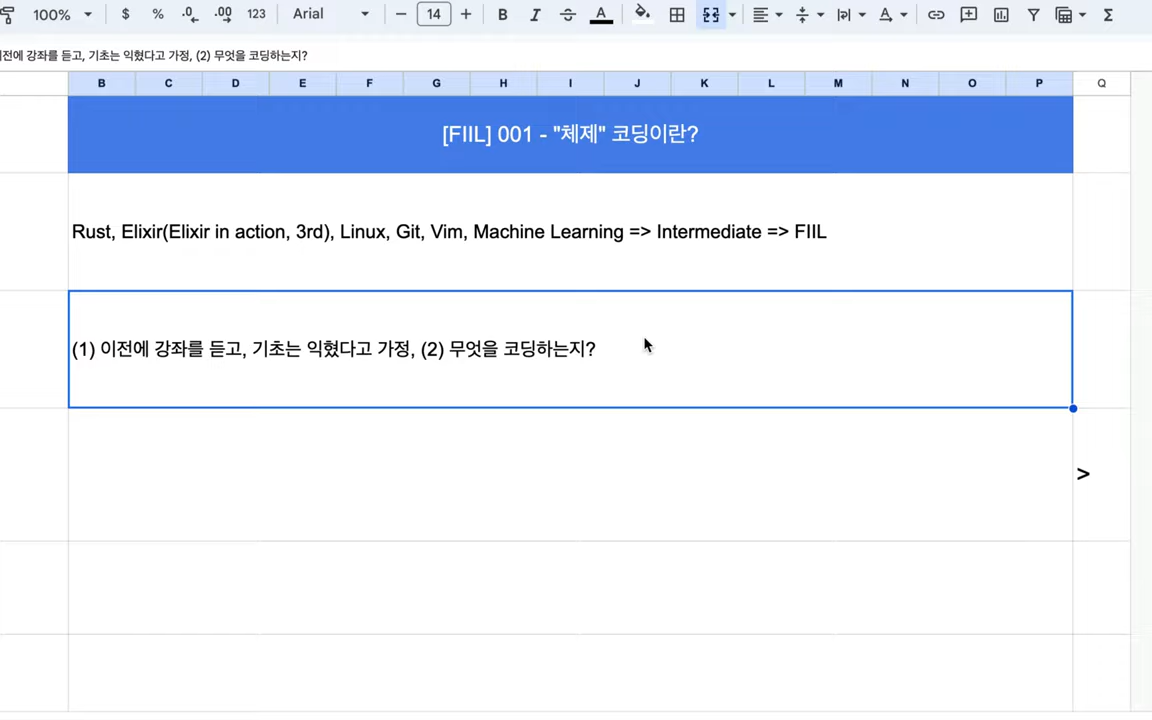 100% $ % .0 .00 123 Arial 14 B I A Σ
전에 강좌를 듣고, 기초는 익혔다고 가정, (2) 무엇을 코딩하는지?
B C D E F G H I J K L M N O P Q
[FIIL] 001 - "체제" 코딩이란?
Rust, Elixir(Elixir in action, 3rd), Linux, Git, Vim, Machine Learning => Intermediate => FIIL
(1) 이전에 강좌를 듣고, 기초는 익혔다고 가정, (2) 무엇을 코딩하는지?
>